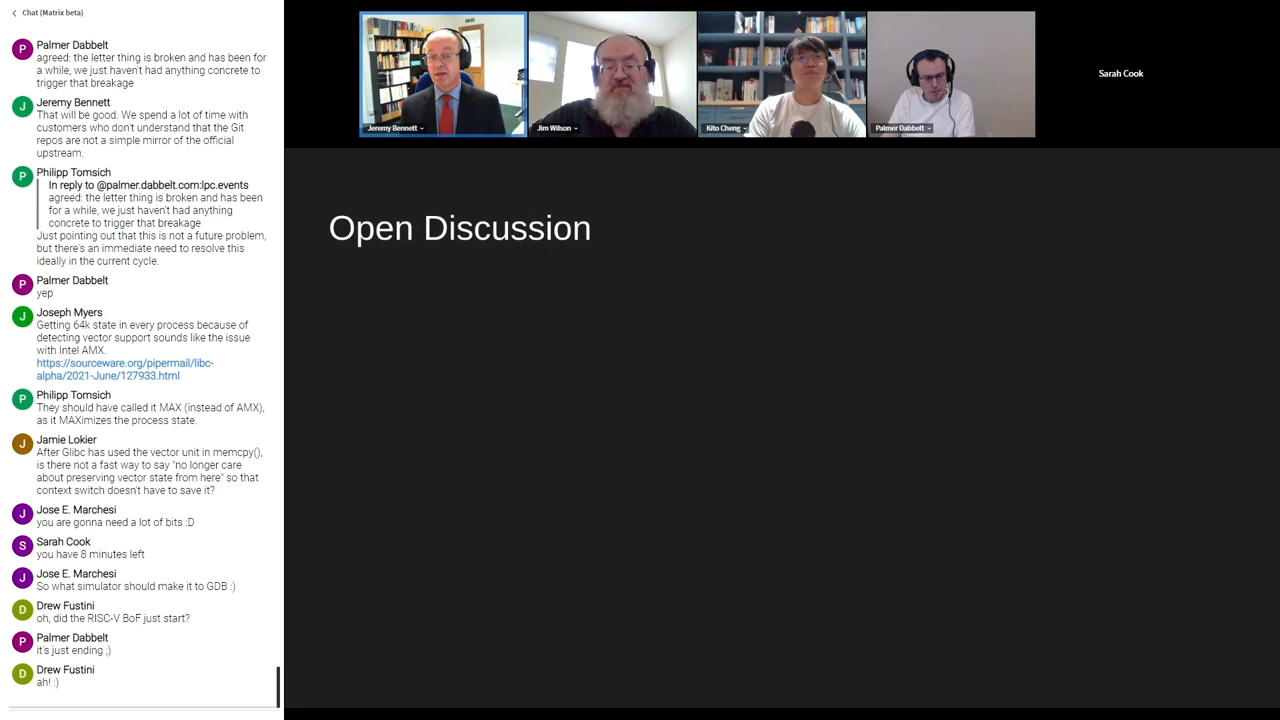 Chat (Matrix beta)
P
Palmer Dabbelt
agreed: the letter thing is broken and has been for
a while, we just haven't had anything concrete to
trigger that breakage
J
Jeremy Bennett
That will be good. We spend a lot of time with
customers who don't understand that the Git
repos are not a simple mirror of the official
upstream.
P
Philipp Tomsich
In reply to @palmer.dabbelt.com:lpc.events
agreed: the letter thing is broken and has been
for a while, we just haven't had anything
concrete to trigger that breakage
Just pointing out that this is not a future problem,
but there's an immediate need to resolve this
ideally in the current cycle.
P
Palmer Dabbelt
yep
J
Joseph Myers
Getting 64k state in every process because of
detecting vector support sounds like the issue
with Intel AMX.
https://sourceware.org/pipermail/libc-
alpha/2021-June/127933.html
P
Philipp Tomsich
They should have called it MAX (instead of AMX),
as it MAXimizes the process state.
J
Jamie Lokier
After Glibc has used the vector unit in memcpy(),
is there not a fast way to say "no longer care
about preserving vector state from here" so that
context switch doesn't have to save it?
J
Jose E. Marchesi
you are gonna need a lot of bits :D
S
Sarah Cook
you have 8 minutes left
J
Jose E. Marchesi
So what simulator should make it to GDB :)
D
Drew Fustini
oh, did the RISC-V BoF just start?
P
Palmer Dabbelt
it's just ending ;)
D
Drew Fustini
ah! :)
Jeremy Bennett
Jim Wilson
Kito Cheng
Palmer Dabbelt
Sarah Cook
Open Discussion